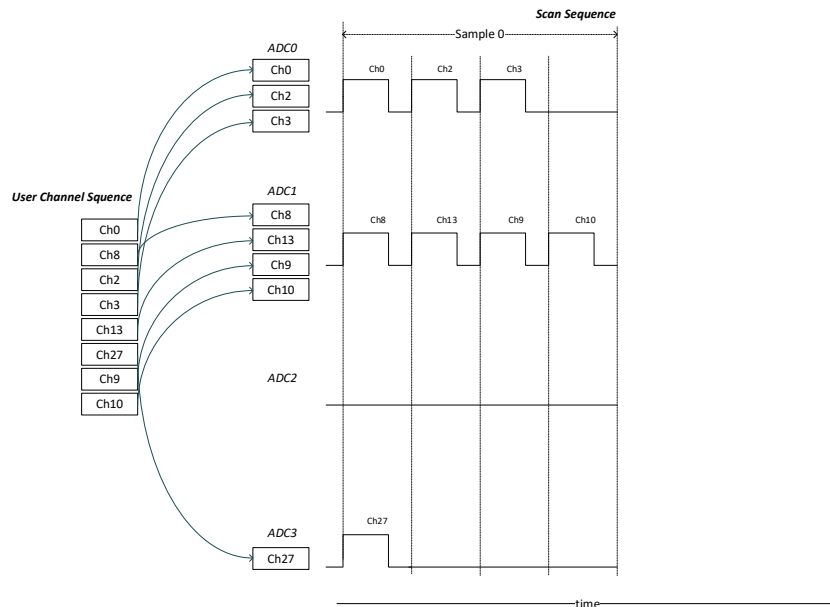 Scan Sequence
Sample 0
ADC0
Ch0
Ch2
Ch3
Ch0
Ch2
Ch3
User Channel Squence
Ch0
Ch8
Ch2
Ch3
Ch13
Ch27
Ch9
Ch10
ADC1
Ch8
Ch13
Ch9
Ch10
Ch8
Ch13
Ch9
Ch10
ADC2
ADC3
Ch27
Ch27
time